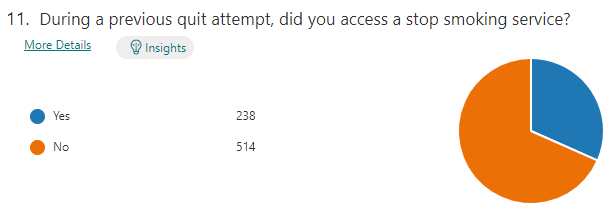 11. During a previous quit attempt, did you access a stop smoking service?
More Details Insights
Yes 238
No 514